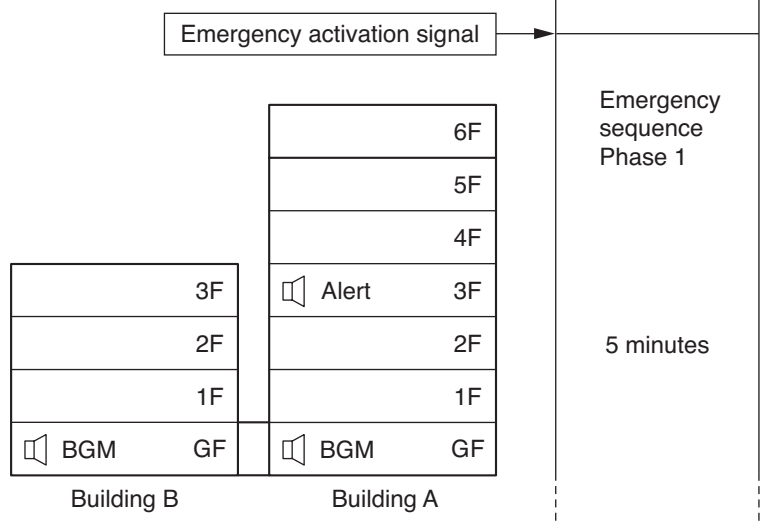 Emergency activation signal
Emergency
sequence
Phase 1
6F
5F
4F
3F
Alert 3F
2F
2F
5 minutes
1F
1F
BGM GF
BGM GF
Building B
Building A